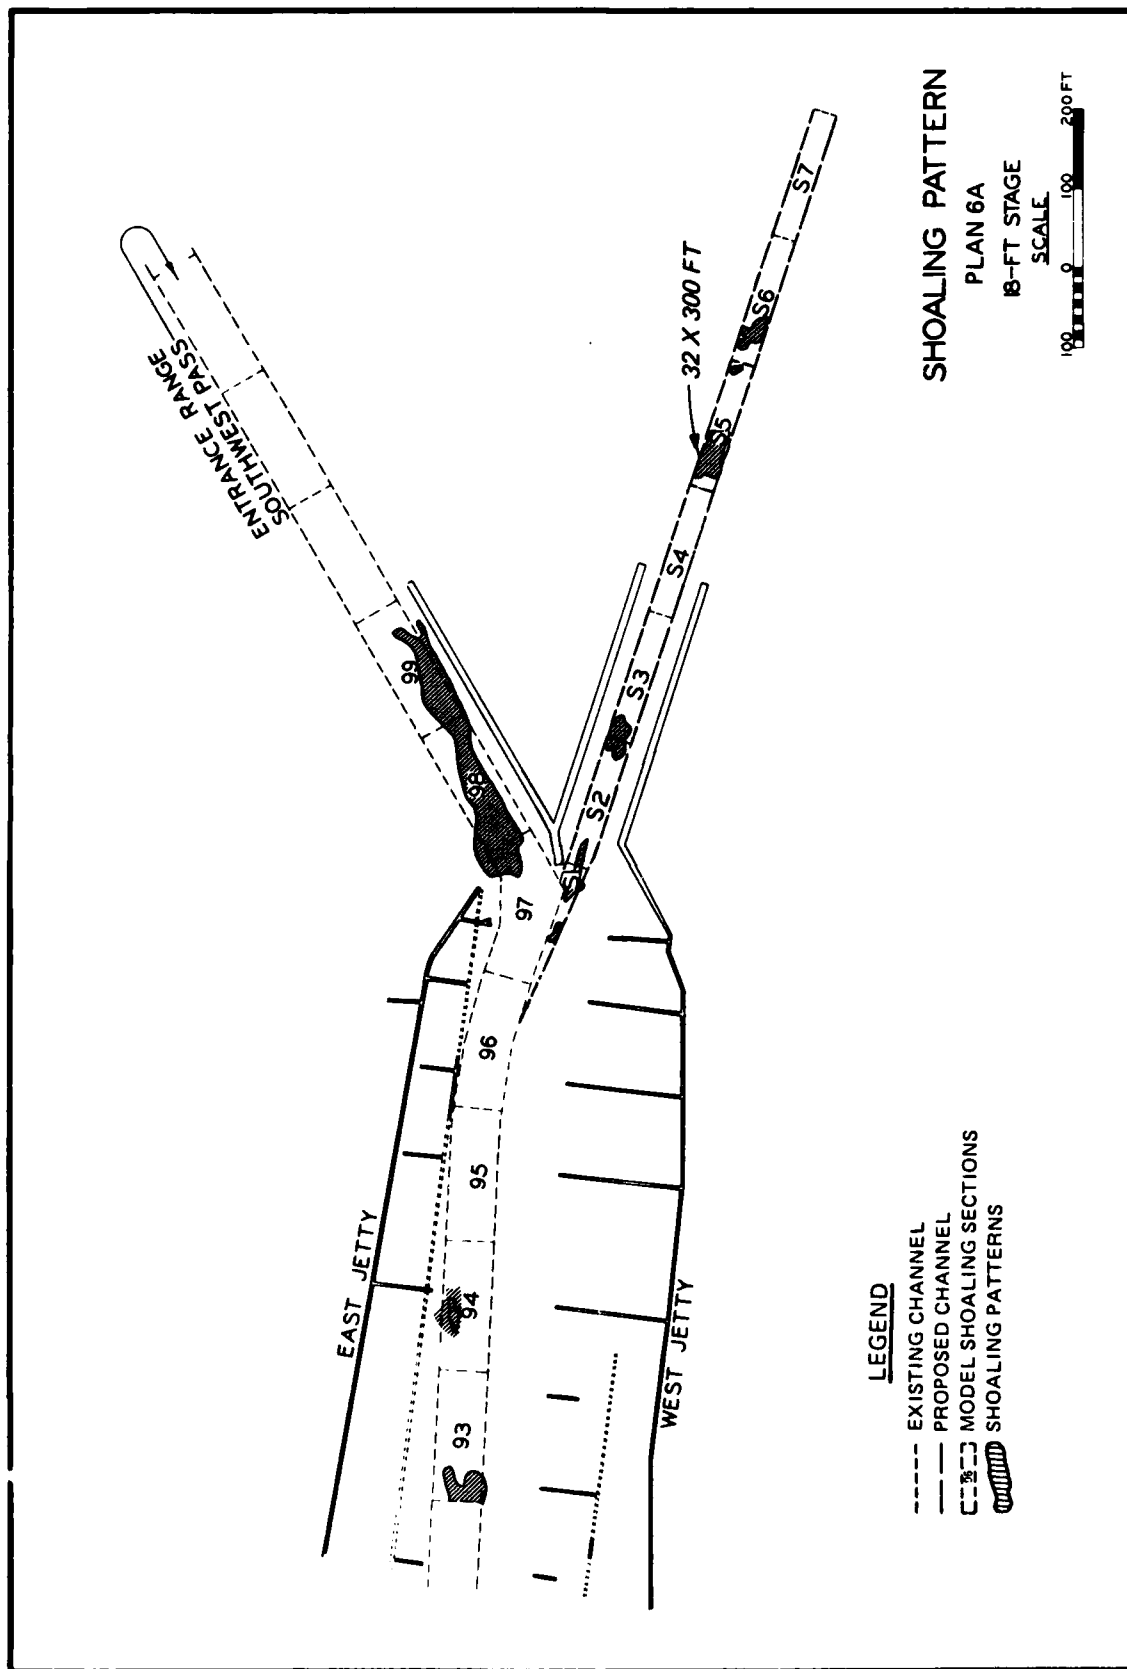 SHOALING PATTERN
PLAN 6A
18-FT STAGE
SCALE
100 0 100 200 FT
ENTRANCE RANGE
SOUTHWEST PASS
32 X 300 FT
EAST JETTY
93
94
95
96
97
98
99
S1
S2
S3
S4
S5
S6
S7
WEST JETTY
LEGEND
EXISTING CHANNEL
PROPOSED CHANNEL
96 MODEL SHOALING SECTIONS
SHOALING PATTERNS